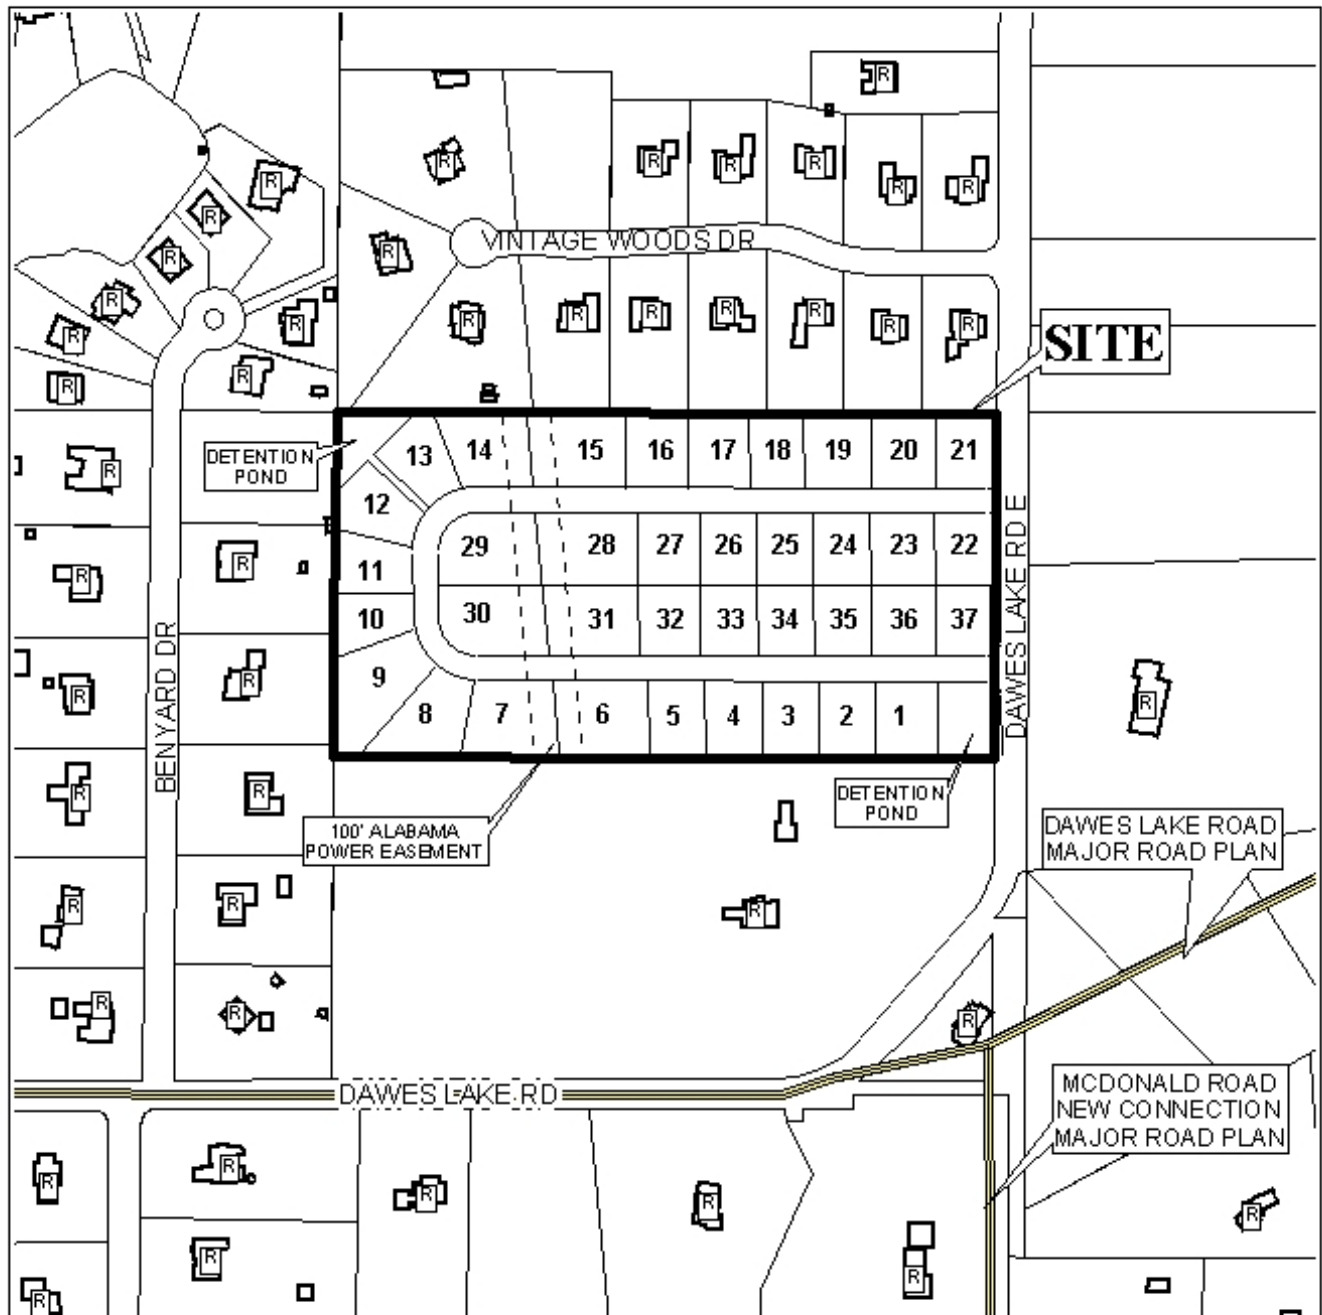 R
R R R R R R R
VINTAGE WOODS DR
R R R
R R R R R R R R R R
SITE
R R
DETENTION
POND
13 14 15 16 17 18 19 20 21
R
12
29 28 27 26 25 24 23 22
R R
11
10
30 31 32 33 34 35 36 37
DAWES LAKE RD E
BENYARD DR
R R R
9
8 7 6 5 4 3 2 1
DETENTION
POND
R R
100' ALABAMA
POWER EASEMENT
DAWES LAKE ROAD
MAJOR ROAD PLAN
R R R
R R R
DAWES LAKE RD
MCDONALD ROAD
NEW CONNECTION
MAJOR ROAD PLAN
R R R R R
R R
R